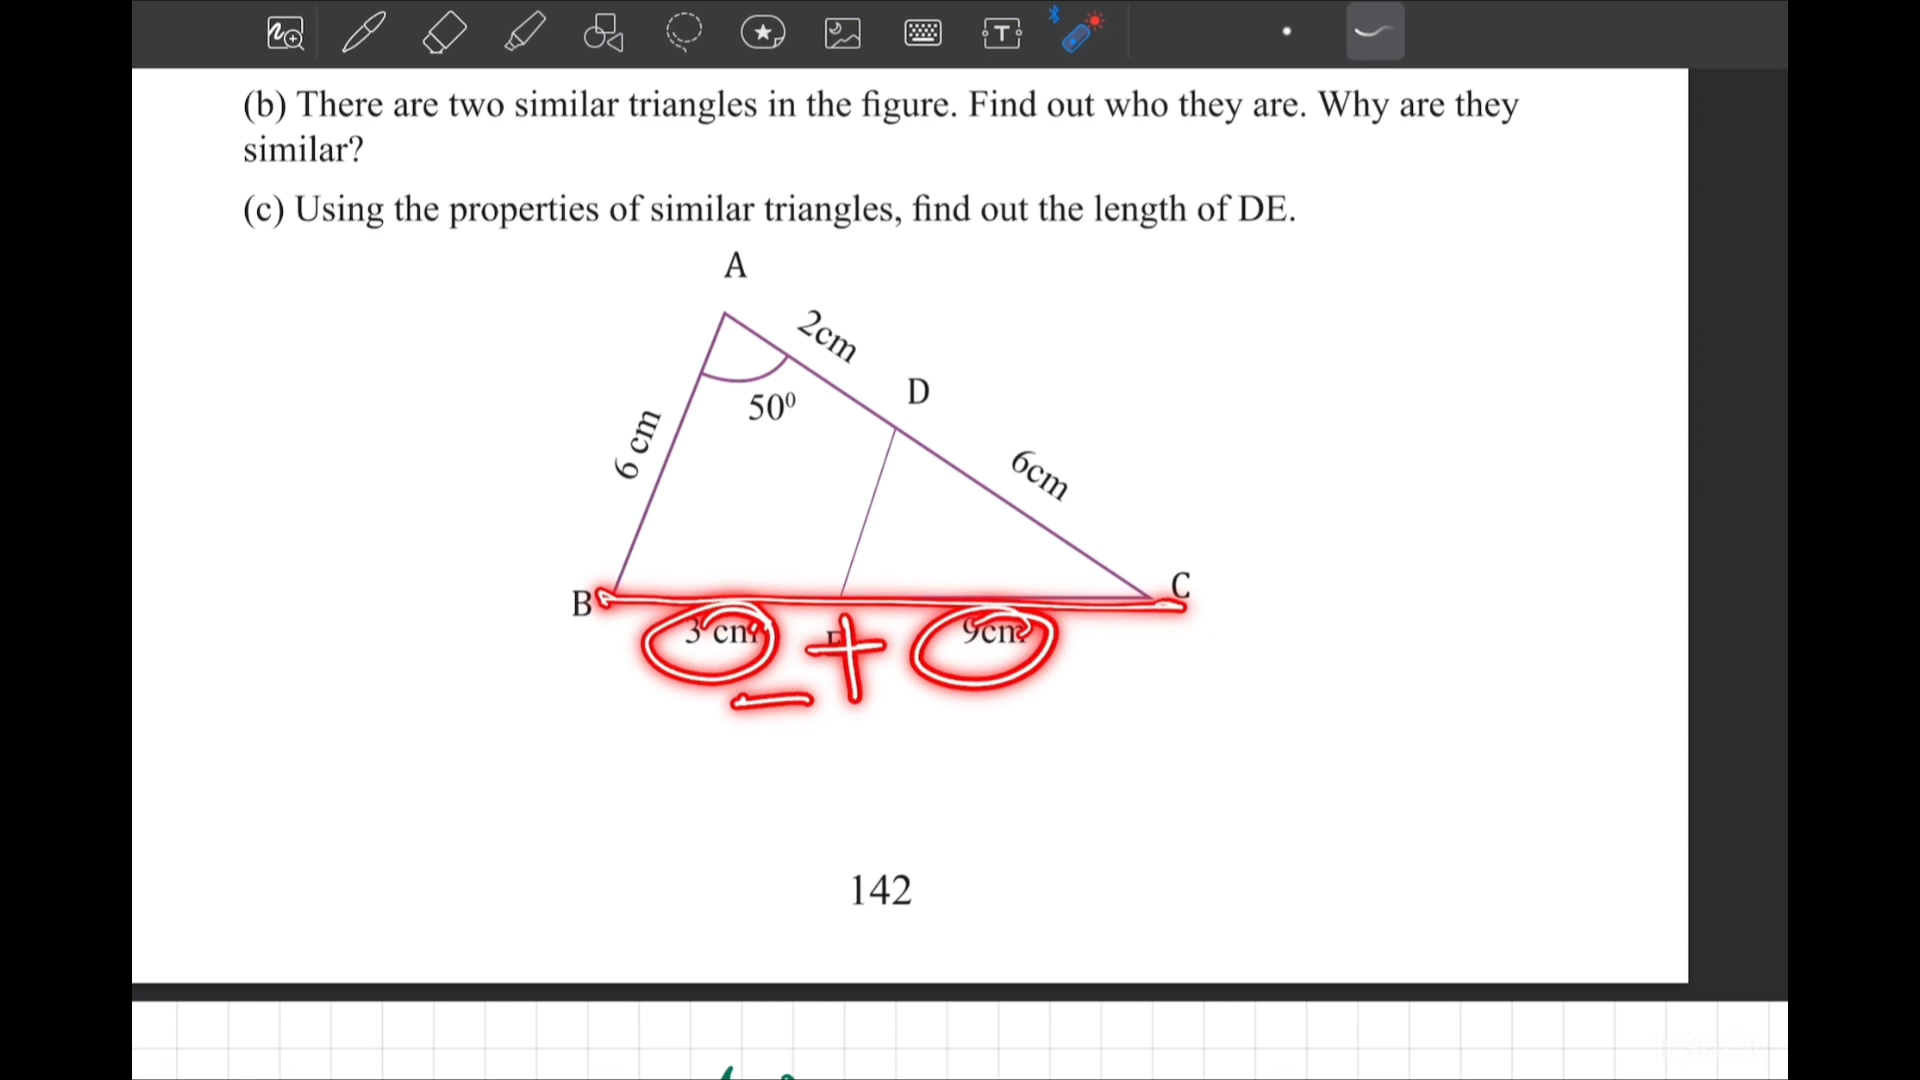 (b) There are two similar triangles in the figure. Find out who they are. Why are they
similar?
(c) Using the properties of similar triangles, find out the length of DE.
A
2cm
D
50⁰
6 cm
6cm
B
C
3 cm
9cm
142